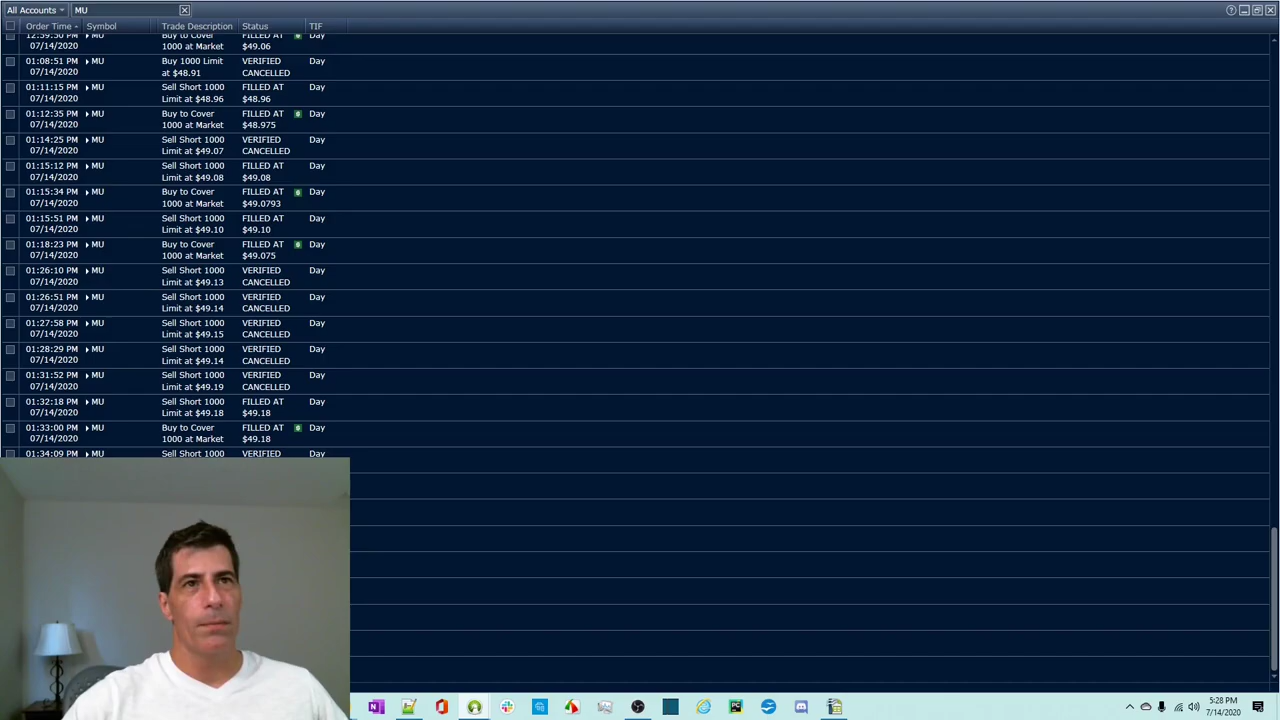 All Accounts MU
Order Time Symbol Trade Description Status TIF
12:59:50 PM MU Buy to Cover FILLED AT Day
07/14/2020 1000 at Market $49.06
01:08:51 PM MU Buy 1000 Limit VERIFIED Day
07/14/2020 at $48.91 CANCELLED
01:11:15 PM MU Sell Short 1000 FILLED AT Day
07/14/2020 Limit at $48.96 $48.96
01:12:35 PM MU Buy to Cover FILLED AT Day
07/14/2020 1000 at Market $48.975
01:14:25 PM MU Sell Short 1000 VERIFIED Day
07/14/2020 Limit at $49.07 CANCELLED
01:15:12 PM MU Sell Short 1000 FILLED AT Day
07/14/2020 Limit at $49.08 $49.08
01:15:34 PM MU Buy to Cover FILLED AT Day
07/14/2020 1000 at Market $49.0793
01:15:51 PM MU Sell Short 1000 FILLED AT Day
07/14/2020 Limit at $49.10 $49.10
01:18:23 PM MU Buy to Cover FILLED AT Day
07/14/2020 1000 at Market $49.075
01:26:10 PM MU Sell Short 1000 VERIFIED Day
07/14/2020 Limit at $49.13 CANCELLED
01:26:51 PM MU Sell Short 1000 VERIFIED Day
07/14/2020 Limit at $49.14 CANCELLED
01:27:58 PM MU Sell Short 1000 VERIFIED Day
07/14/2020 Limit at $49.15 CANCELLED
01:28:29 PM MU Sell Short 1000 VERIFIED Day
07/14/2020 Limit at $49.14 CANCELLED
01:31:52 PM MU Sell Short 1000 VERIFIED Day
07/14/2020 Limit at $49.19 CANCELLED
01:32:18 PM MU Sell Short 1000 FILLED AT Day
07/14/2020 Limit at $49.18 $49.18
01:33:00 PM MU Buy to Cover FILLED AT Day
07/14/2020 1000 at Market $49.18
01:34:09 PM MU Sell Short 1000 VERIFIED Day
5:28 PM
7/14/2020